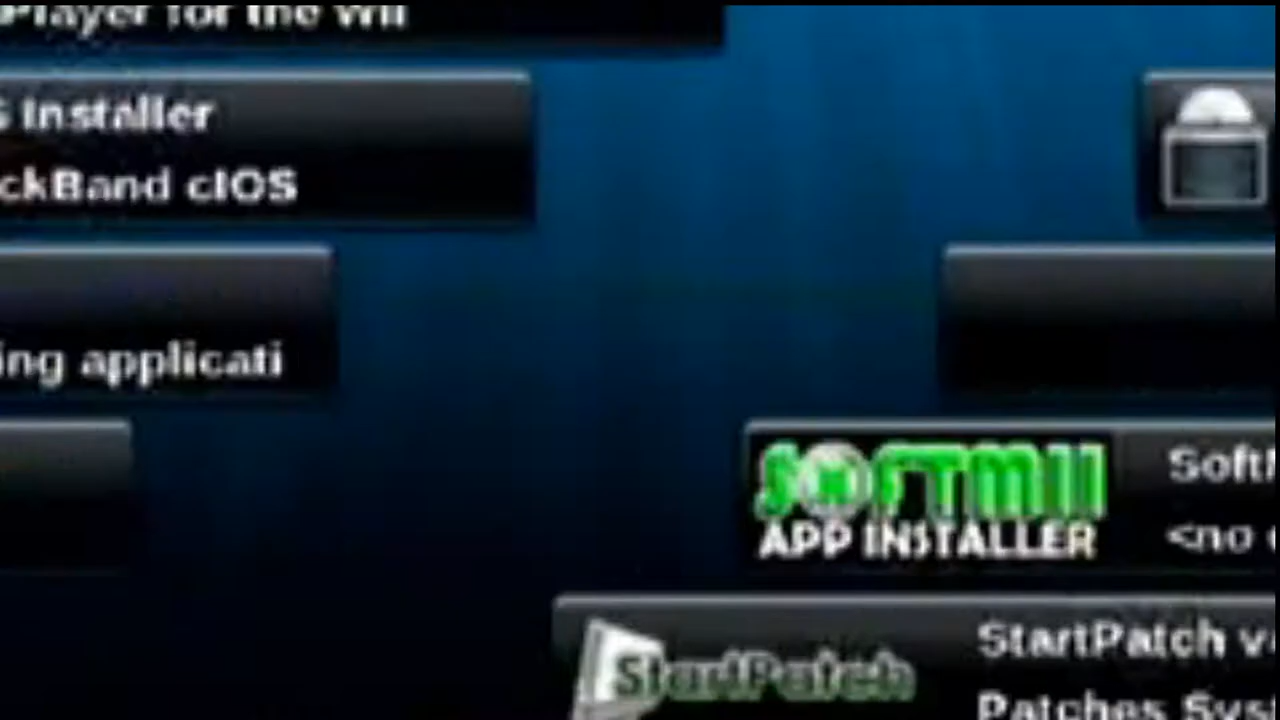 Player for the Wii
Installer
ckBand cIOS
ing applicati
SOFTMII
APP INSTALLER
Soft
<no
StartPatch
StartPatch v
Patches Sys